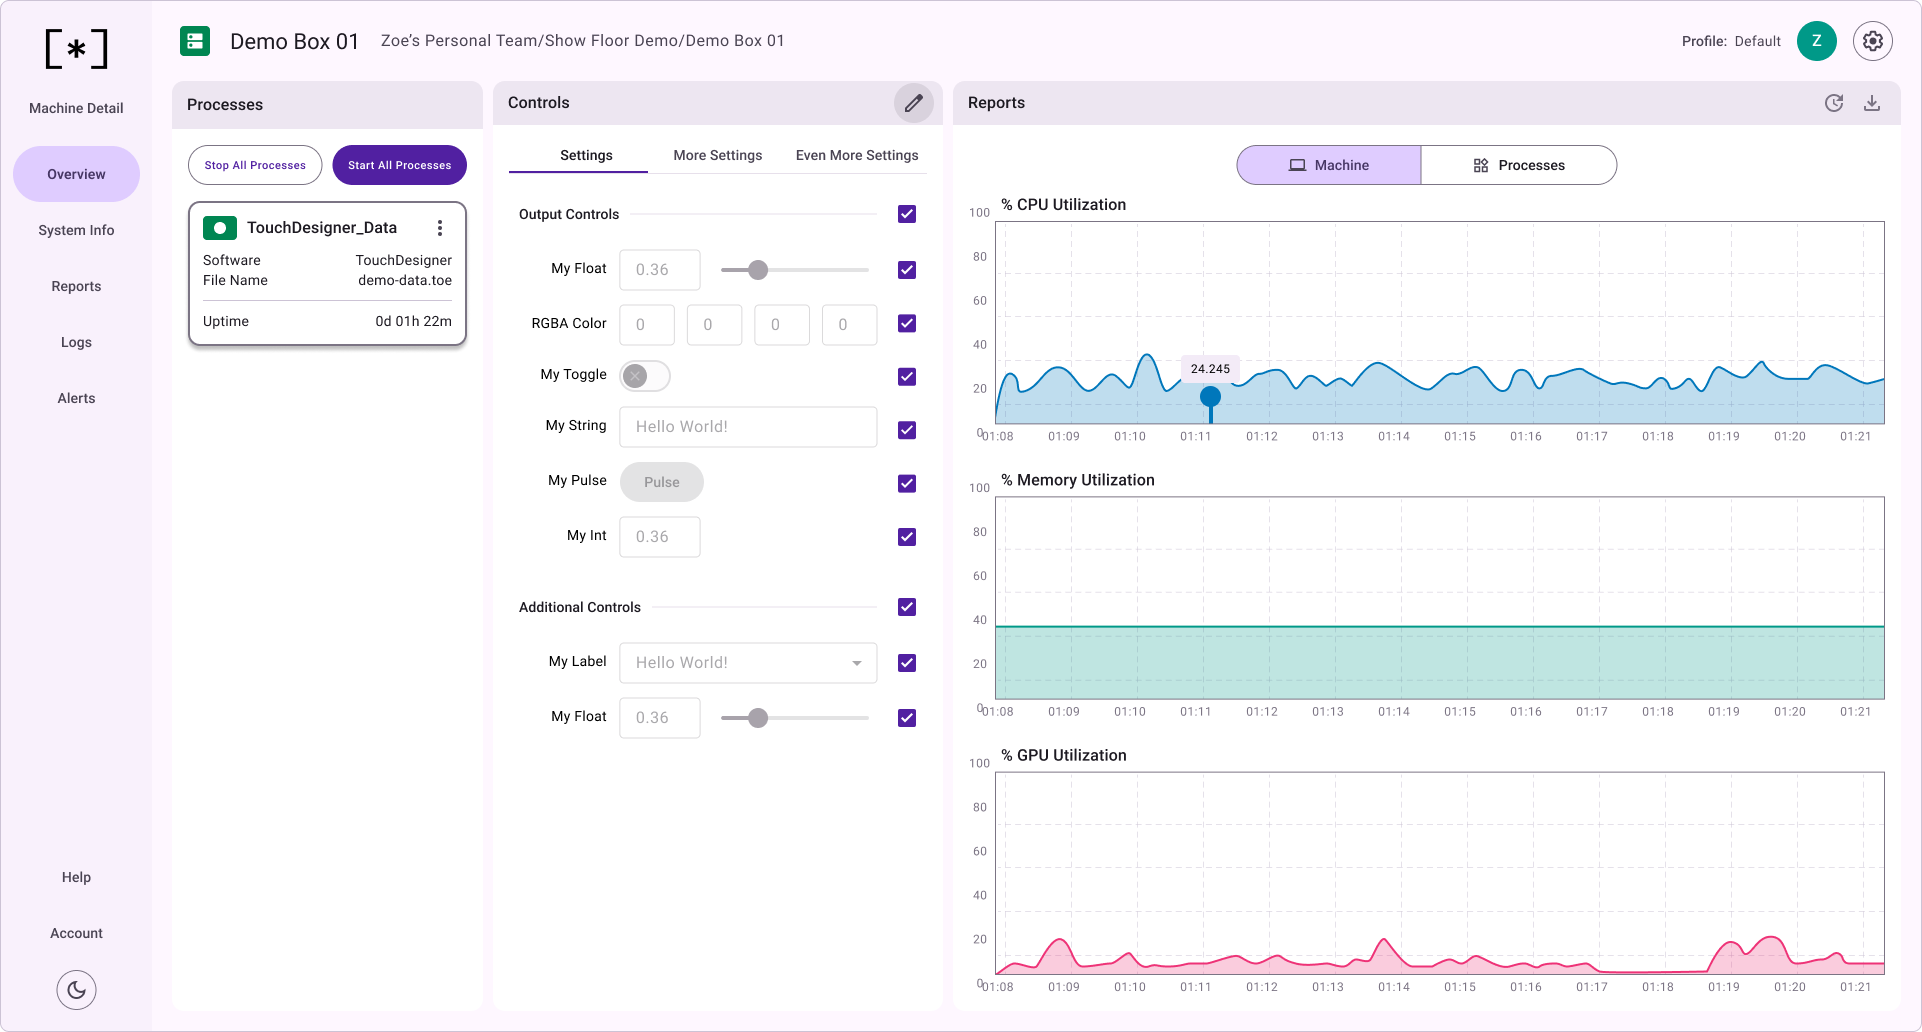 [*]
Machine Detail
Overview
System Info
Reports
Logs
Alerts
Help
Account
Demo Box 01
Zoe’s Personal Team/Show Floor Demo/Demo Box 01
Profile: Default
Z
Processes
Stop All Processes
Start All Processes
TouchDesigner_Data
Software TouchDesigner
File Name demo-data.toe
Uptime 0d 01h 22m
Controls
Settings More Settings Even More Settings
Output Controls
My Float 0.36
RGBA Color 0 0 0 0
My Toggle
My String Hello World!
My Pulse Pulse
My Int 0.36
Additional Controls
My Label Hello World!
My Float 0.36
Reports
Machine Processes
% CPU Utilization
100
80
60
40
20
0
24.245
01:08 01:09 01:10 01:11 01:12 01:13 01:14 01:15 01:16 01:17 01:18 01:19 01:20 01:21
% Memory Utilization
100
80
60
40
20
0
01:08 01:09 01:10 01:11 01:12 01:13 01:14 01:15 01:16 01:17 01:18 01:19 01:20 01:21
% GPU Utilization
100
80
60
40
20
0
01:08 01:09 01:10 01:11 01:12 01:13 01:14 01:15 01:16 01:17 01:18 01:19 01:20 01:21